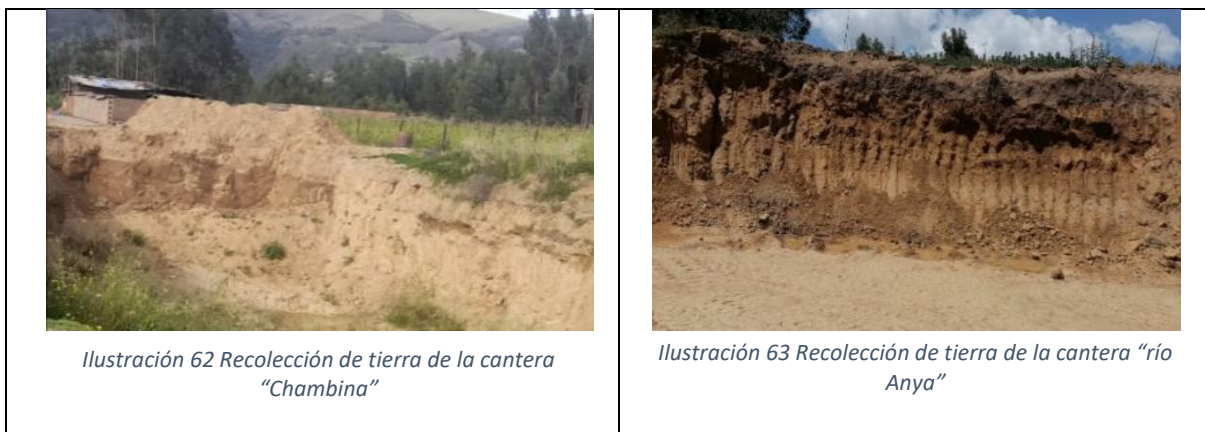 Ilustración 62 Recolección de tierra de la cantera
“Chambina”
Ilustración 63 Recolección de tierra de la cantera “río
Anya”